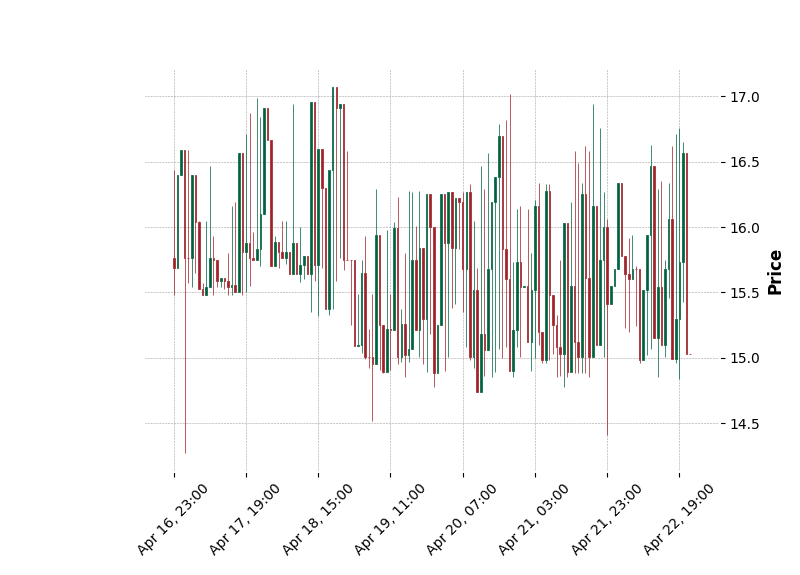 17.0
16.5
16.0
15.5
15.0
14.5
Price
Apr 16, 23:00
Apr 17, 19:00
Apr 18, 15:00
Apr 19, 11:00
Apr 20, 07:00
Apr 21, 03:00
Apr 21, 23:00
Apr 22, 19:00